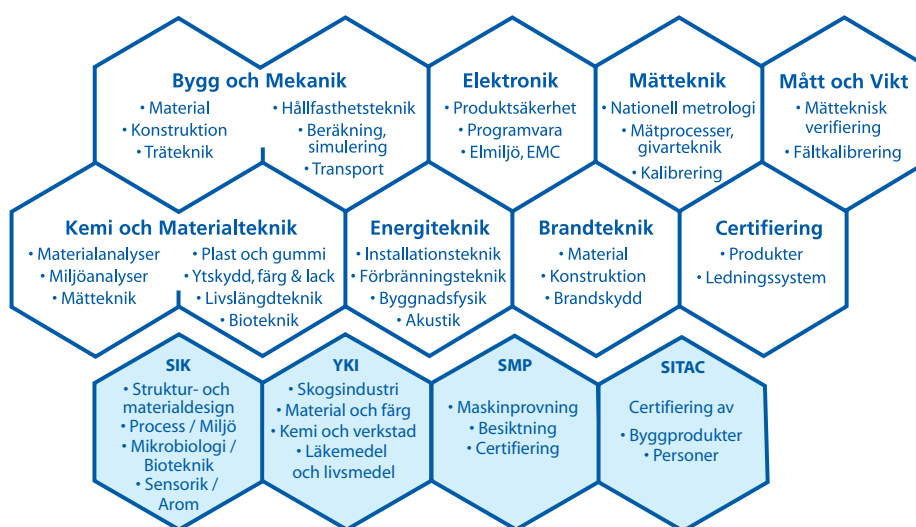 Bygg och Mekanik
• Material
• Konstruktion
• Träteknik
• Hållfasthetsteknik
• Beräkning,
simulering
• Transport
Elektronik
• Produktsäkerhet
• Programvara
• Elmiljö, EMC
Mätteknik
• Nationell metrologi
• Mätprocesser,
givarteknik
• Kalibrering
Mått och Vikt
• Mätteknisk
verifiering
• Fältkalibrering
Kemi och Materialteknik
• Materialanalyser
• Miljöanalyser
• Mätteknik
• Plast och gummi
• Ytskydd, färg & lack
• Livslängdteknik
• Bioteknik
Energiteknik
• Installationsteknik
• Förbränningsteknik
• Byggnadsfysik
• Akustik
Brandteknik
• Material
• Konstruktion
• Brandskydd
Certifiering
• Produkter
• Ledningssystem
SIK
• Struktur- och
materialdesign
• Process / Miljö
• Mikrobiologi /
Bioteknik
• Sensorik /
Arom
YKI
• Skogsindustri
• Material och färg
• Kemi och verkstad
• Läkemedel
och livsmedel
SMP
• Maskinprovning
• Besiktning
• Certifiering
SITAC
Certifiering av
• Byggprodukter
• Personer